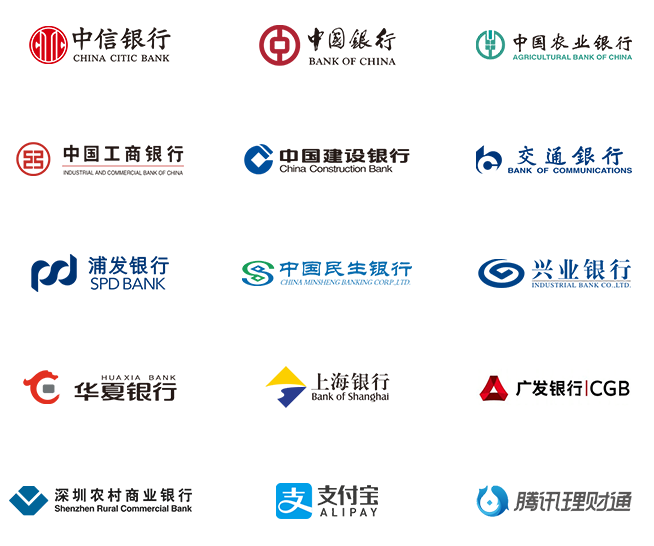 中信银行
CHINA CITIC BANK
中国銀行
BANK OF CHINA
中国农业银行
AGRICULTURAL BANK OF CHINA
中国工商银行
INDUSTRIAL AND COMMERCIAL BANK OF CHINA
中国建设银行
China Construction Bank
交通銀行
BANK OF COMMUNICATIONS
浦发银行
SPD BANK
中国民生银行
CHINA MINSHENG BANKING CORP.,LTD.
兴业银行
INDUSTRIAL BANK CO.,LTD.
HUAXIA BANK
华夏银行
上海银行
Bank of Shanghai
广发银行|CGB
深圳农村商业银行
Shenzhen Rural Commercial Bank
支
支付宝
ALIPAY
腾讯理财通